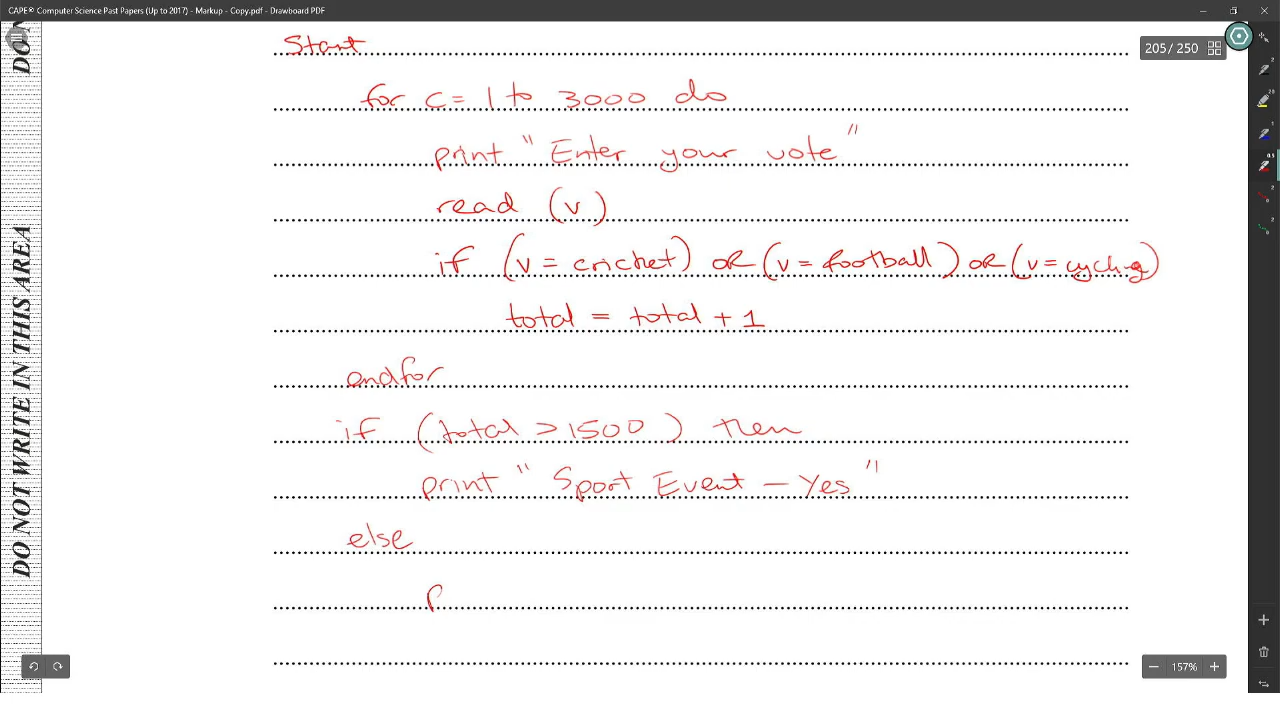 CAPE® Computer Science Past Papers (Up to 2017) - Markup - Copy.pdf - Drawboard PDF
205 / 250
DO NOT WRITE IN THIS AREA
DON
Start
for c = 1 to 3000 do
print "Enter your vote"
read (v)
if (v = cricket) OR (v = football) OR (v = cycling)
total = total + 1
endfor
if (total > 1500) then
print "Sport Event - Yes"
else
p
157%